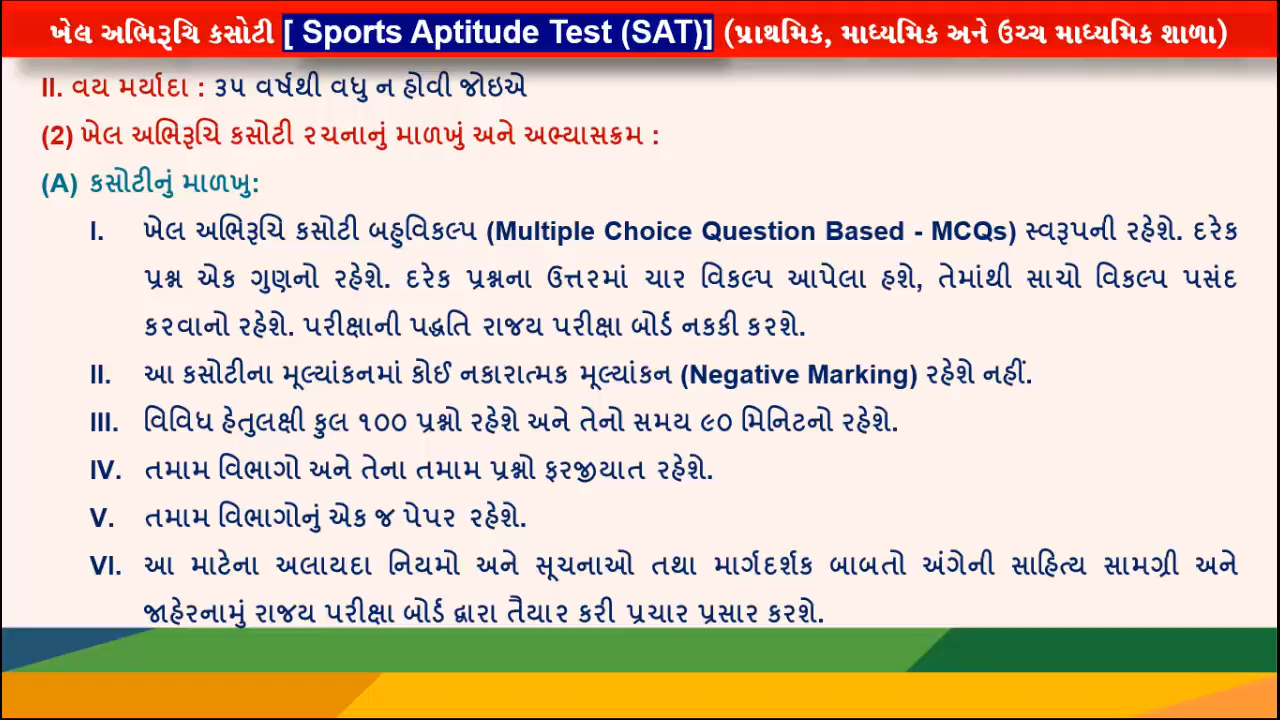 ખેલ અભિરૂચિ કસોટી [ Sports Aptitude Test (SAT)] (પ્રાથમિક, માધ્યમિક અને ઉચ્ચ માધ્યમિક શાળા)
II. વય મર્યાદા : ૩૫ વર્ષથી વધુ ન હોવી જોઇએ
(2) ખેલ અભિરૂચિ કસોટી રચનાનું માળખું અને અભ્યાસક્રમ :
(A) કસોટીનું માળખુ:
I. ખેલ અભિરૂચિ કસોટી બહુવિકલ્પ (Multiple Choice Question Based - MCQs) સ્વરૂપની રહેશે. દરેક
પ્રશ્ન એક ગુણનો રહેશે. દરેક પ્રશ્નના ઉત્તરમાં ચાર વિકલ્પ આપેલા હશે, તેમાંથી સાચો વિકલ્પ પસંદ
કરવાનો રહેશે. પરીક્ષાની પદ્ધતિ રાજય પરીક્ષા બોર્ડ નકકી કરશે.
II. આ કસોટીના મૂલ્યાંકનમાં કોઈ નકારાત્મક મૂલ્યાંકન (Negative Marking) રહેશે નહીં.
III. વિવિધ હેતુલક્ષી કુલ ૧૦૦ પ્રશ્નો રહેશે અને તેનો સમય ૯૦ મિનિટનો રહેશે.
IV. તમામ વિભાગો અને તેના તમામ પ્રશ્નો ફરજીયાત રહેશે.
V. તમામ વિભાગોનું એક જ પેપર રહેશે.
VI. આ માટેના અલાયદા નિયમો અને સૂચનાઓ તથા માર્ગદર્શક બાબતો અંગેની સાહિત્ય સામગ્રી અને
જાહેરનામું રાજય પરીક્ષા બોર્ડ દ્વારા તૈયાર કરી પ્રચાર પ્રસાર કરશે.